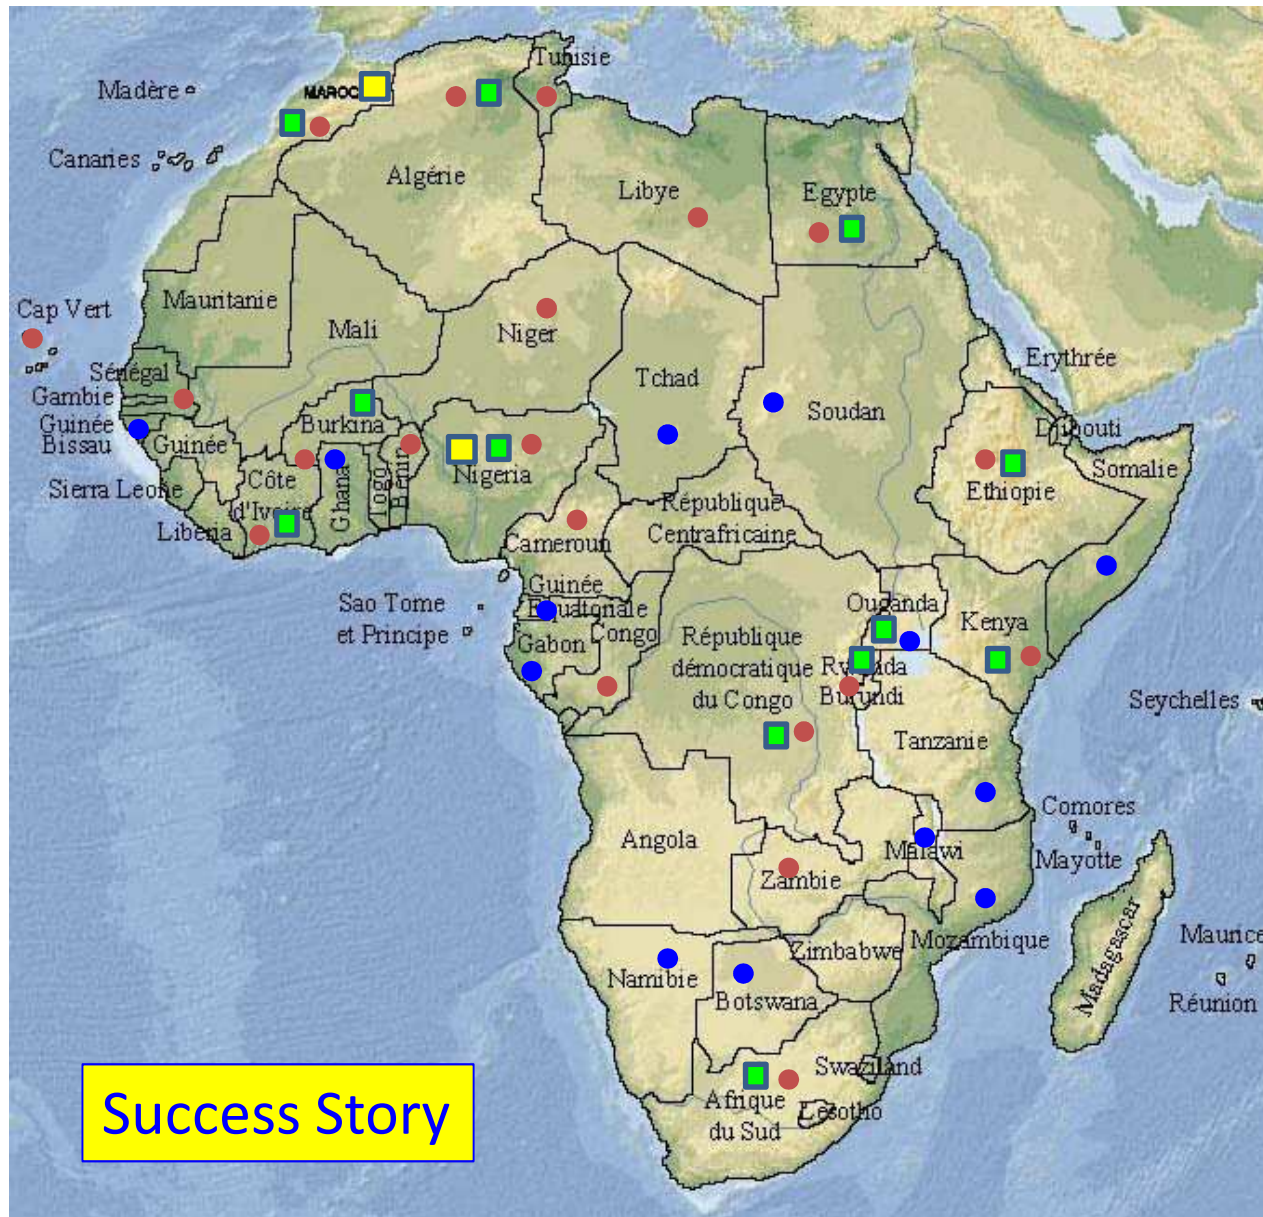 Tunisie
Madère
MAROC
Canaries
Algérie
Libye
Egypte
Mauritanie
Cap Vert
Mali
Niger
Tchad
Erythrée
Sénégal
Gambie
Soudan
Guinée
Bissau
Guinée
Burkina
Djibouti
Somalie
Sierra Leone
Côte
d'Ivoire
Ghana
Togo
Bénin
Nigeria
Ethiopie
Liberia
République
Centrafricaine
Cameroun
Guinée
Equatoriale
Sao Tome
et Principe
Gabon
Congo
République
démocratique
du Congo
Ouganda
Kenya
Rwanda
Burundi
Seychelles
Tanzanie
Comores
Mayotte
Angola
Malawi
Zambie
Mozambique
Zimbabwe
Madagascar
Maurice
Réunion
Namibie
Botswana
Swaziland
Afrique
du Sud
Lesotho
Success Story